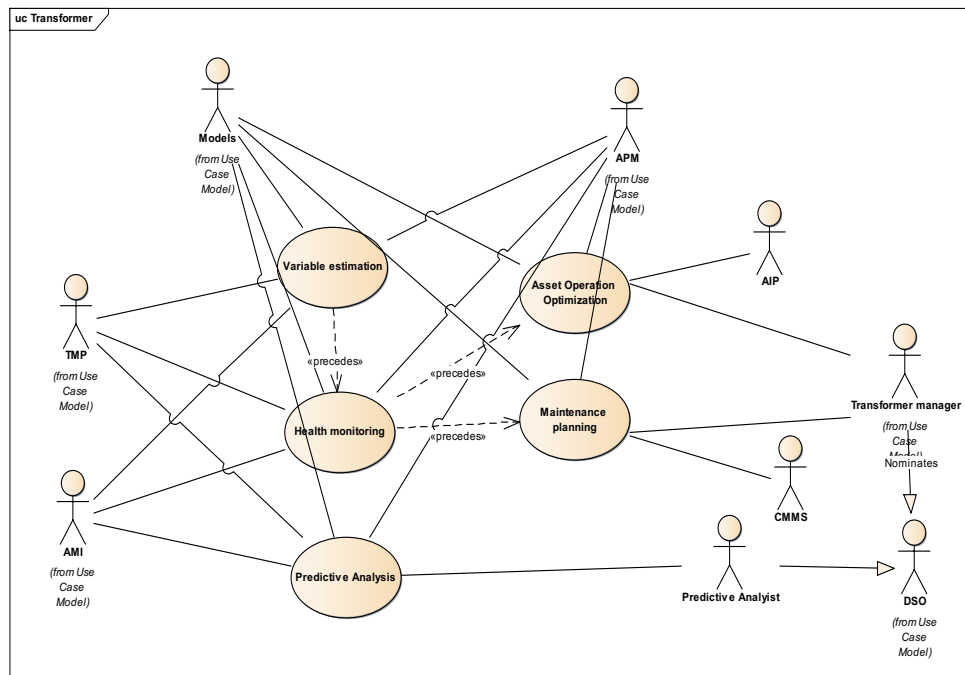 uc Transformer
Models
(from Use
Case
Model)
APM
(from Use
Case
Model)
AIP
Variable estimation
Asset Operation
Optimization
TMP
(from Use
Case
Model)
«precedes»
«precedes»
Transformer manager
(from Use
Case
Model)
Nominates
Health monitoring
«precedes»
Maintenance
planning
CMMS
AMI
(from Use
Case
Model)
Predictive Analysis
Predictive Analyist
DSO
(from Use
Case
Model)